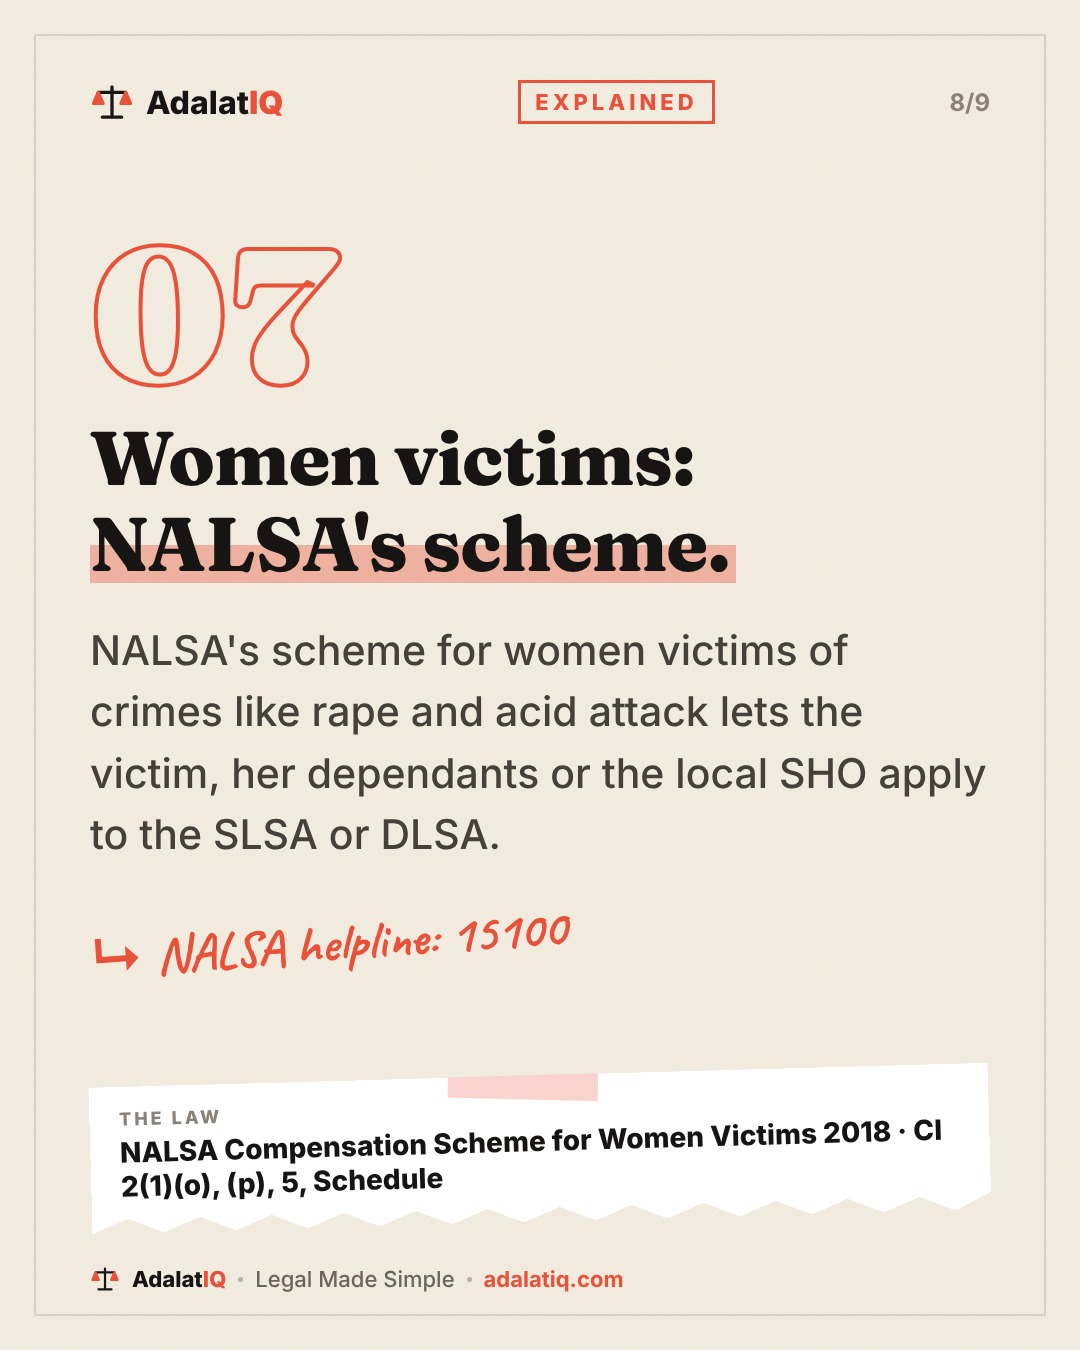 AdalatIQ
EXPLAINED
8/9
07
Women victims:
NALSA's scheme.
NALSA's scheme for women victims of
crimes like rape and acid attack lets the
victim, her dependants or the local SHO apply
to the SLSA or DLSA.
↳ NALSA helpline: 15100
THE LAW
NALSA Compensation Scheme for Women Victims 2018 · Cl
2(1)(o), (p), 5, Schedule
AdalatIQ • Legal Made Simple • adalatiq.com